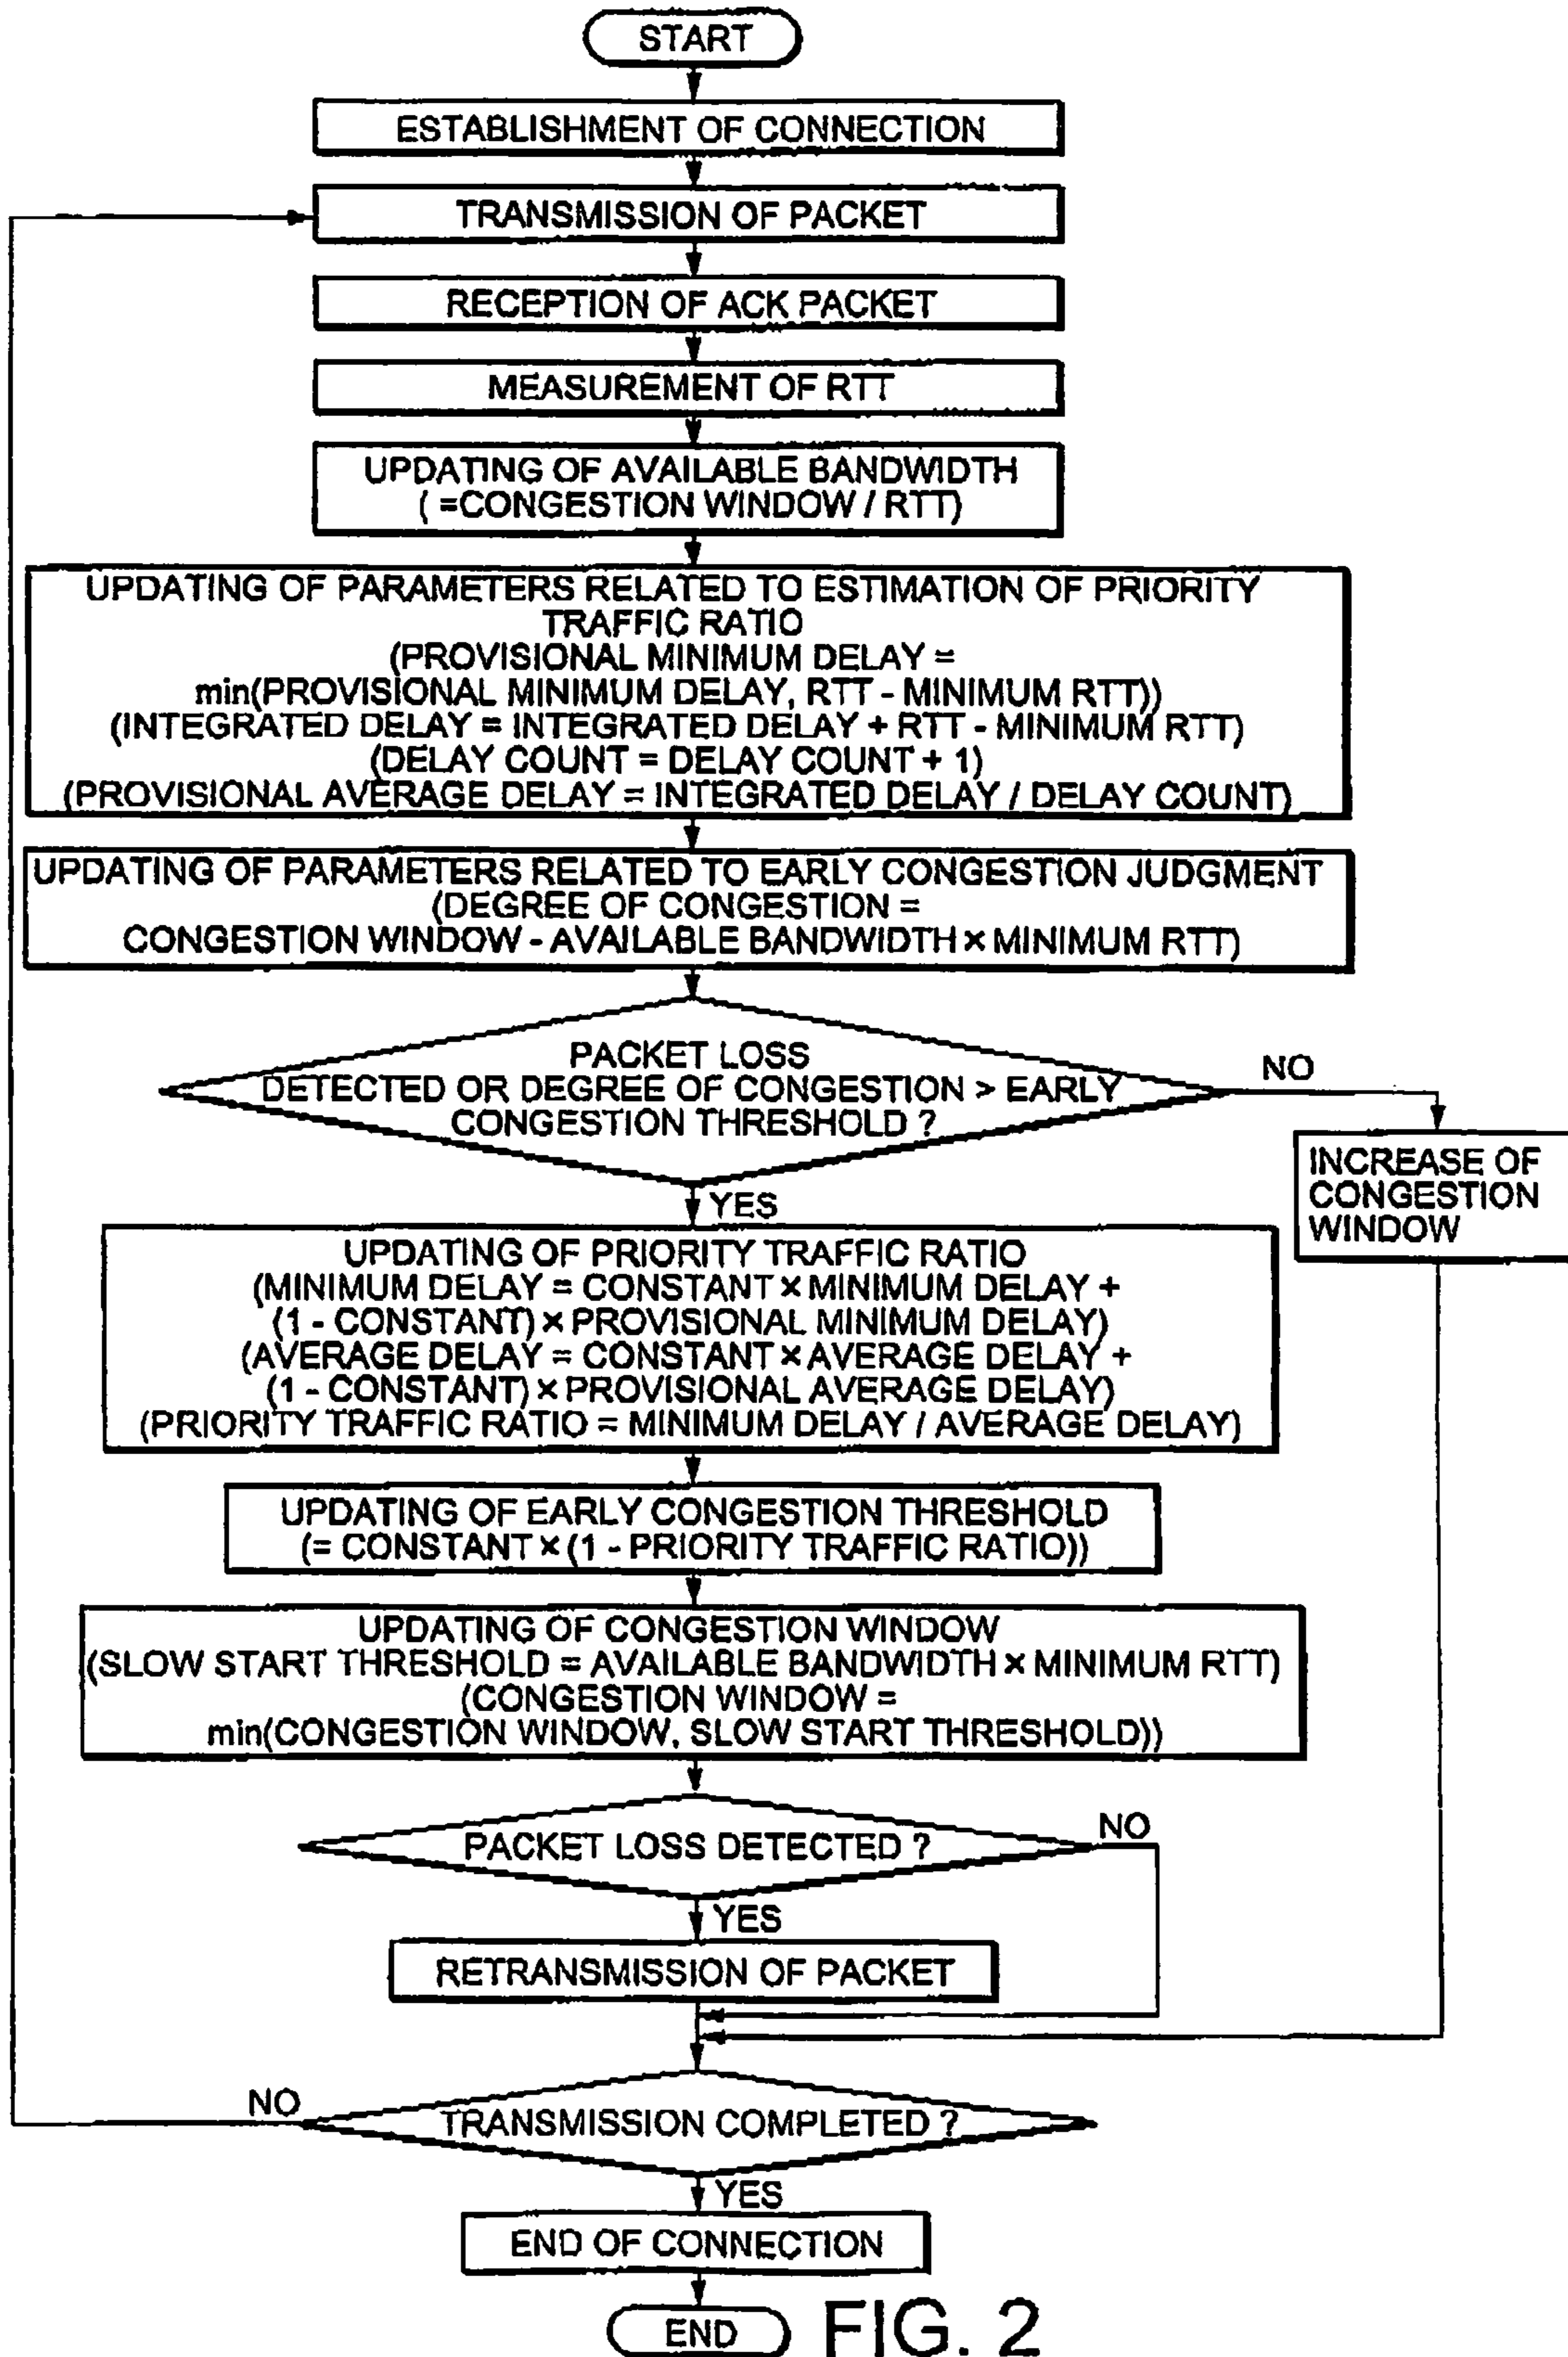 START
ESTABLISHMENT OF CONNECTION
TRANSMISSION OF PACKET
RECEPTION OF ACK PACKET
MEASUREMENT OF RTT
UPDATING OF AVAILABLE BANDWIDTH
( =CONGESTION WINDOW / RTT)
UPDATING OF PARAMETERS RELATED TO ESTIMATION OF PRIORITY
TRAFFIC RATIO
(PROVISIONAL MINIMUM DELAY =
min(PROVISIONAL MINIMUM DELAY, RTT - MINIMUM RTT))
(INTEGRATED DELAY = INTEGRATED DELAY + RTT - MINIMUM RTT)
(DELAY COUNT = DELAY COUNT + 1)
(PROVISIONAL AVERAGE DELAY = INTEGRATED DELAY / DELAY COUNT)
UPDATING OF PARAMETERS RELATED TO EARLY CONGESTION JUDGMENT
(DEGREE OF CONGESTION =
CONGESTION WINDOW - AVAILABLE BANDWIDTH × MINIMUM RTT)
PACKET LOSS
DETECTED OR DEGREE OF CONGESTION > EARLY
CONGESTION THRESHOLD ?
NO
INCREASE OF
CONGESTION
WINDOW
YES
UPDATING OF PRIORITY TRAFFIC RATIO
(MINIMUM DELAY = CONSTANT × MINIMUM DELAY +
(1 - CONSTANT) × PROVISIONAL MINIMUM DELAY)
(AVERAGE DELAY = CONSTANT × AVERAGE DELAY +
(1 - CONSTANT) × PROVISIONAL AVERAGE DELAY)
(PRIORITY TRAFFIC RATIO = MINIMUM DELAY / AVERAGE DELAY)
UPDATING OF EARLY CONGESTION THRESHOLD
(= CONSTANT × (1 - PRIORITY TRAFFIC RATIO))
UPDATING OF CONGESTION WINDOW
(SLOW START THRESHOLD = AVAILABLE BANDWIDTH × MINIMUM RTT)
(CONGESTION WINDOW =
min(CONGESTION WINDOW, SLOW START THRESHOLD))
PACKET LOSS DETECTED ?
NO
YES
RETRANSMISSION OF PACKET
NO
TRANSMISSION COMPLETED ?
YES
END OF CONNECTION
END
FIG. 2